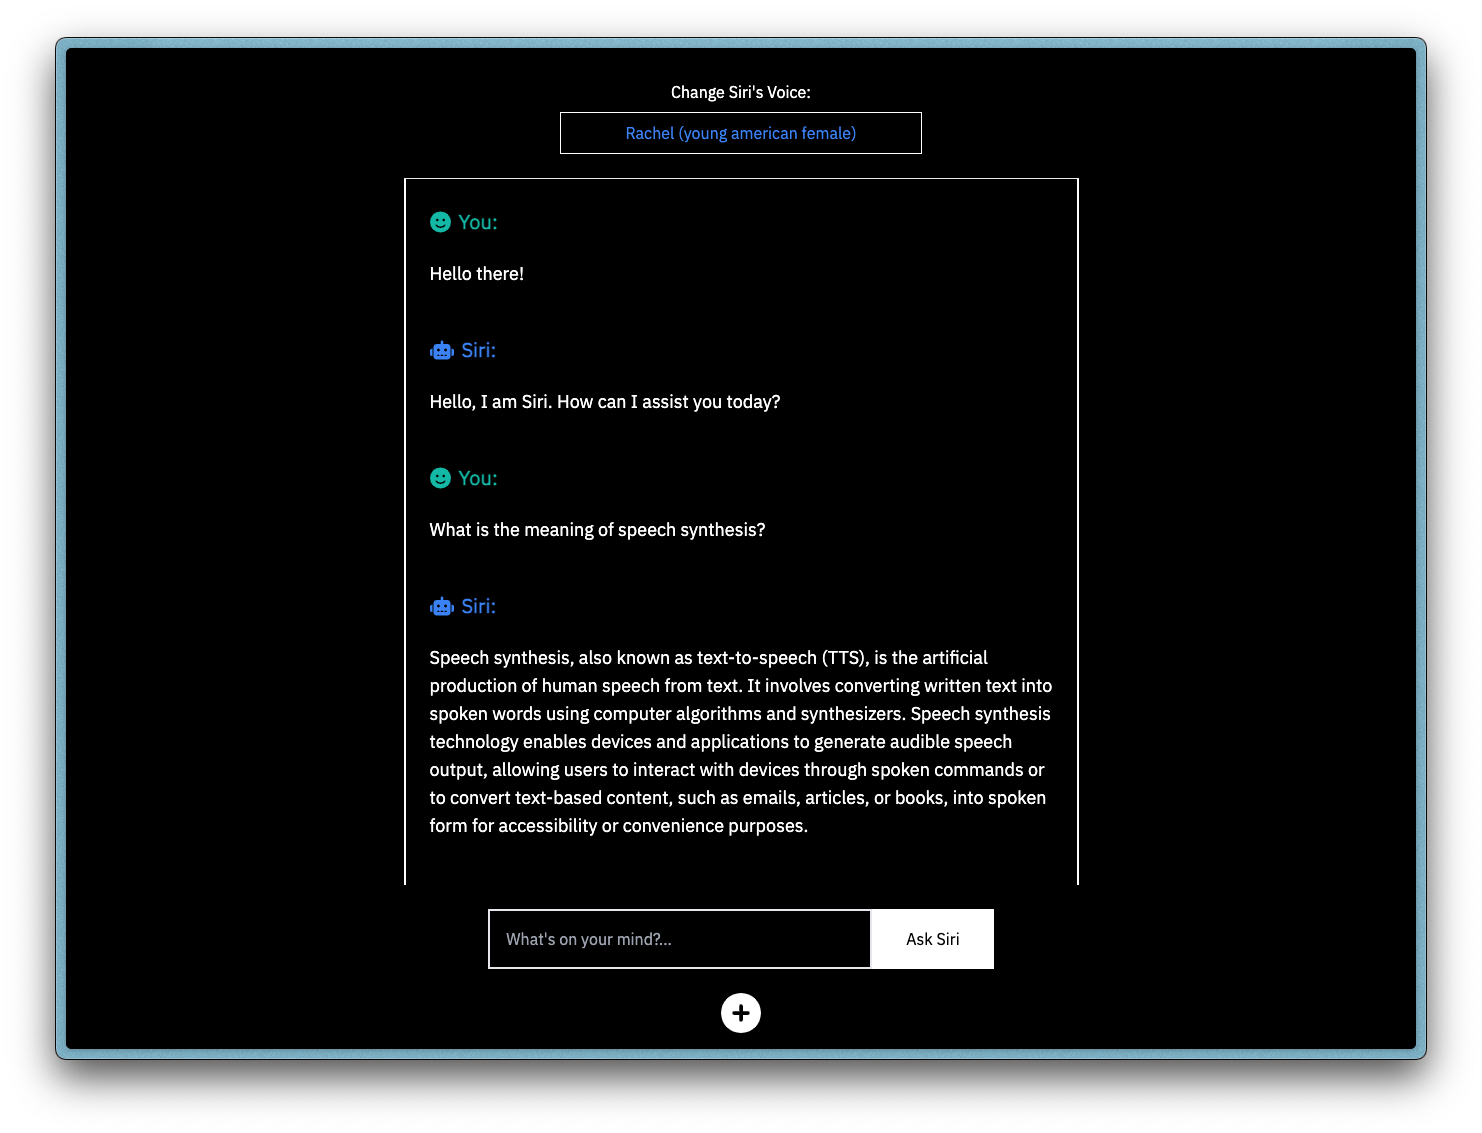 Change Siri's Voice:
Rachel (young american female)
You:
Hello there!
Siri:
Hello, I am Siri. How can I assist you today?
You:
What is the meaning of speech synthesis?
Siri:
Speech synthesis, also known as text-to-speech (TTS), is the artificial
production of human speech from text. It involves converting written text into
spoken words using computer algorithms and synthesizers. Speech synthesis
technology enables devices and applications to generate audible speech
output, allowing users to interact with devices through spoken commands or
to convert text-based content, such as emails, articles, or books, into spoken
form for accessibility or convenience purposes.
What's on your mind?...
Ask Siri